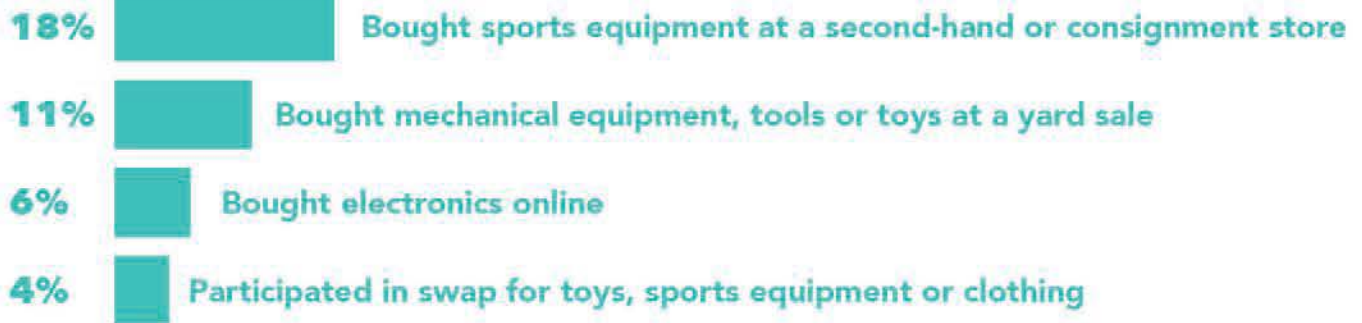 18% Bought sports equipment at a second-hand or consignment store
11% Bought mechanical equipment, tools or toys at a yard sale
6% Bought electronics online
4% Participated in swap for toys, sports equipment or clothing